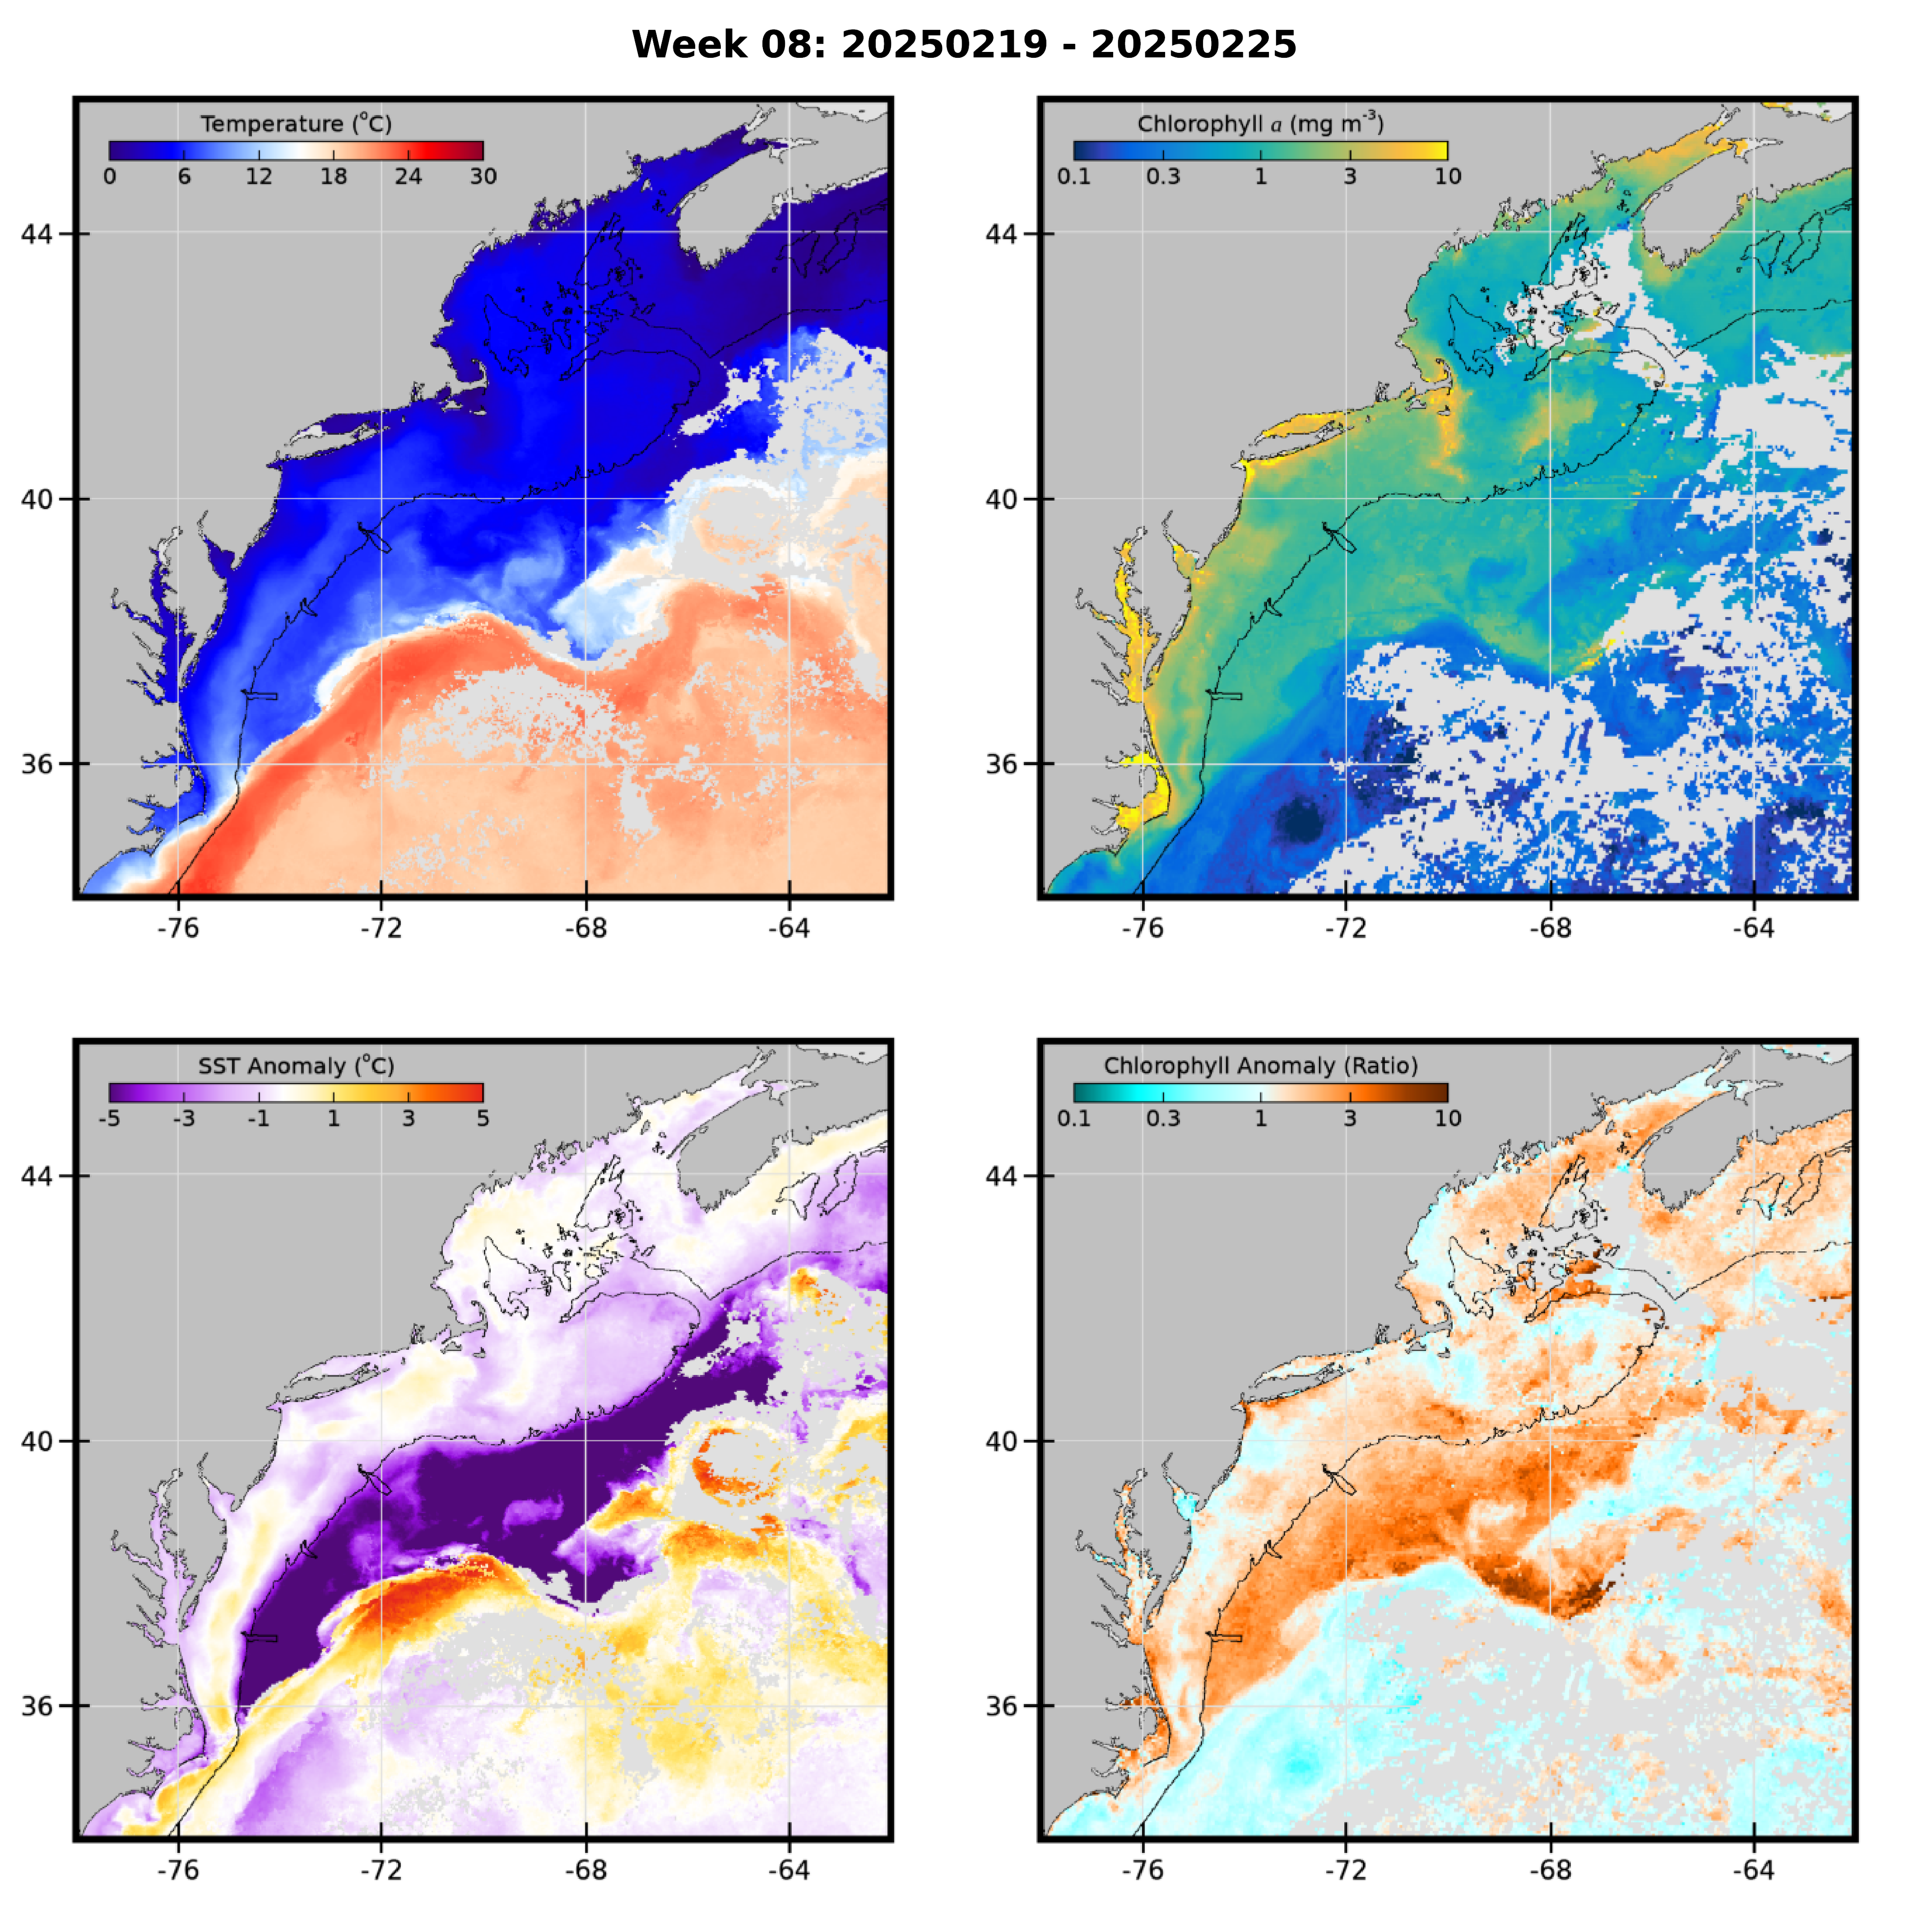 Week 08: 20250219 - 20250225
Temperature (°C)
0 6 12 18 24 30
44
40
36
-76 -72 -68 -64
Chlorophyll a (mg m⁻³)
0.1 0.3 1 3 10
44
40
36
-76 -72 -68 -64
SST Anomaly (°C)
-5 -3 -1 1 3 5
44
40
36
-76 -72 -68 -64
Chlorophyll Anomaly (Ratio)
0.1 0.3 1 3 10
44
40
36
-76 -72 -68 -64